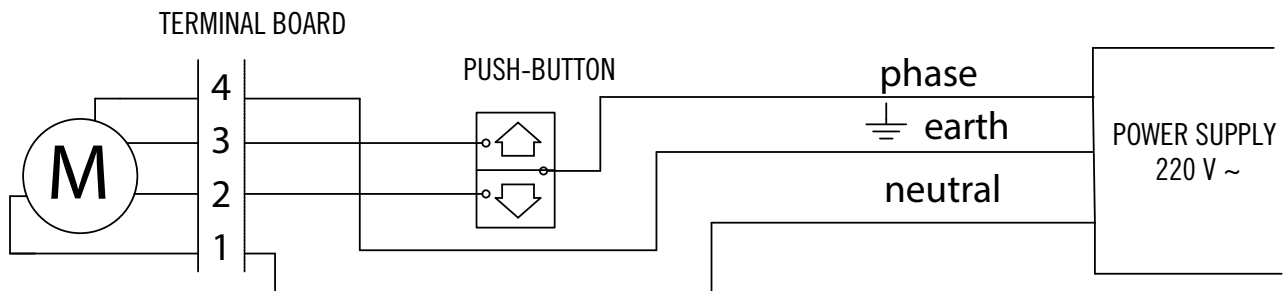 TERMINAL BOARD
PUSH-BUTTON
4
3
2
1
M
phase
earth
neutral
POWER SUPPLY
220 V ~